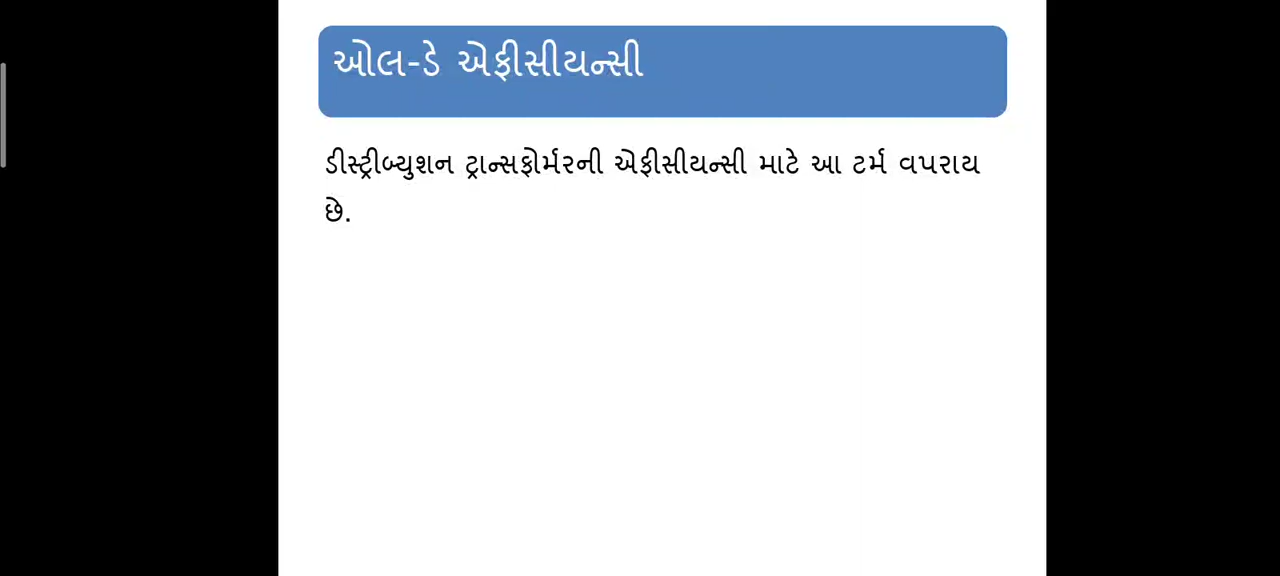 ઓલ-ડે એફીસીયન્સી
ડીસ્ટ્રીબ્યુશન ટ્રાન્સફોર્મરની એફીસીયન્સી માટે આ ટર્મ વપરાય
છે.